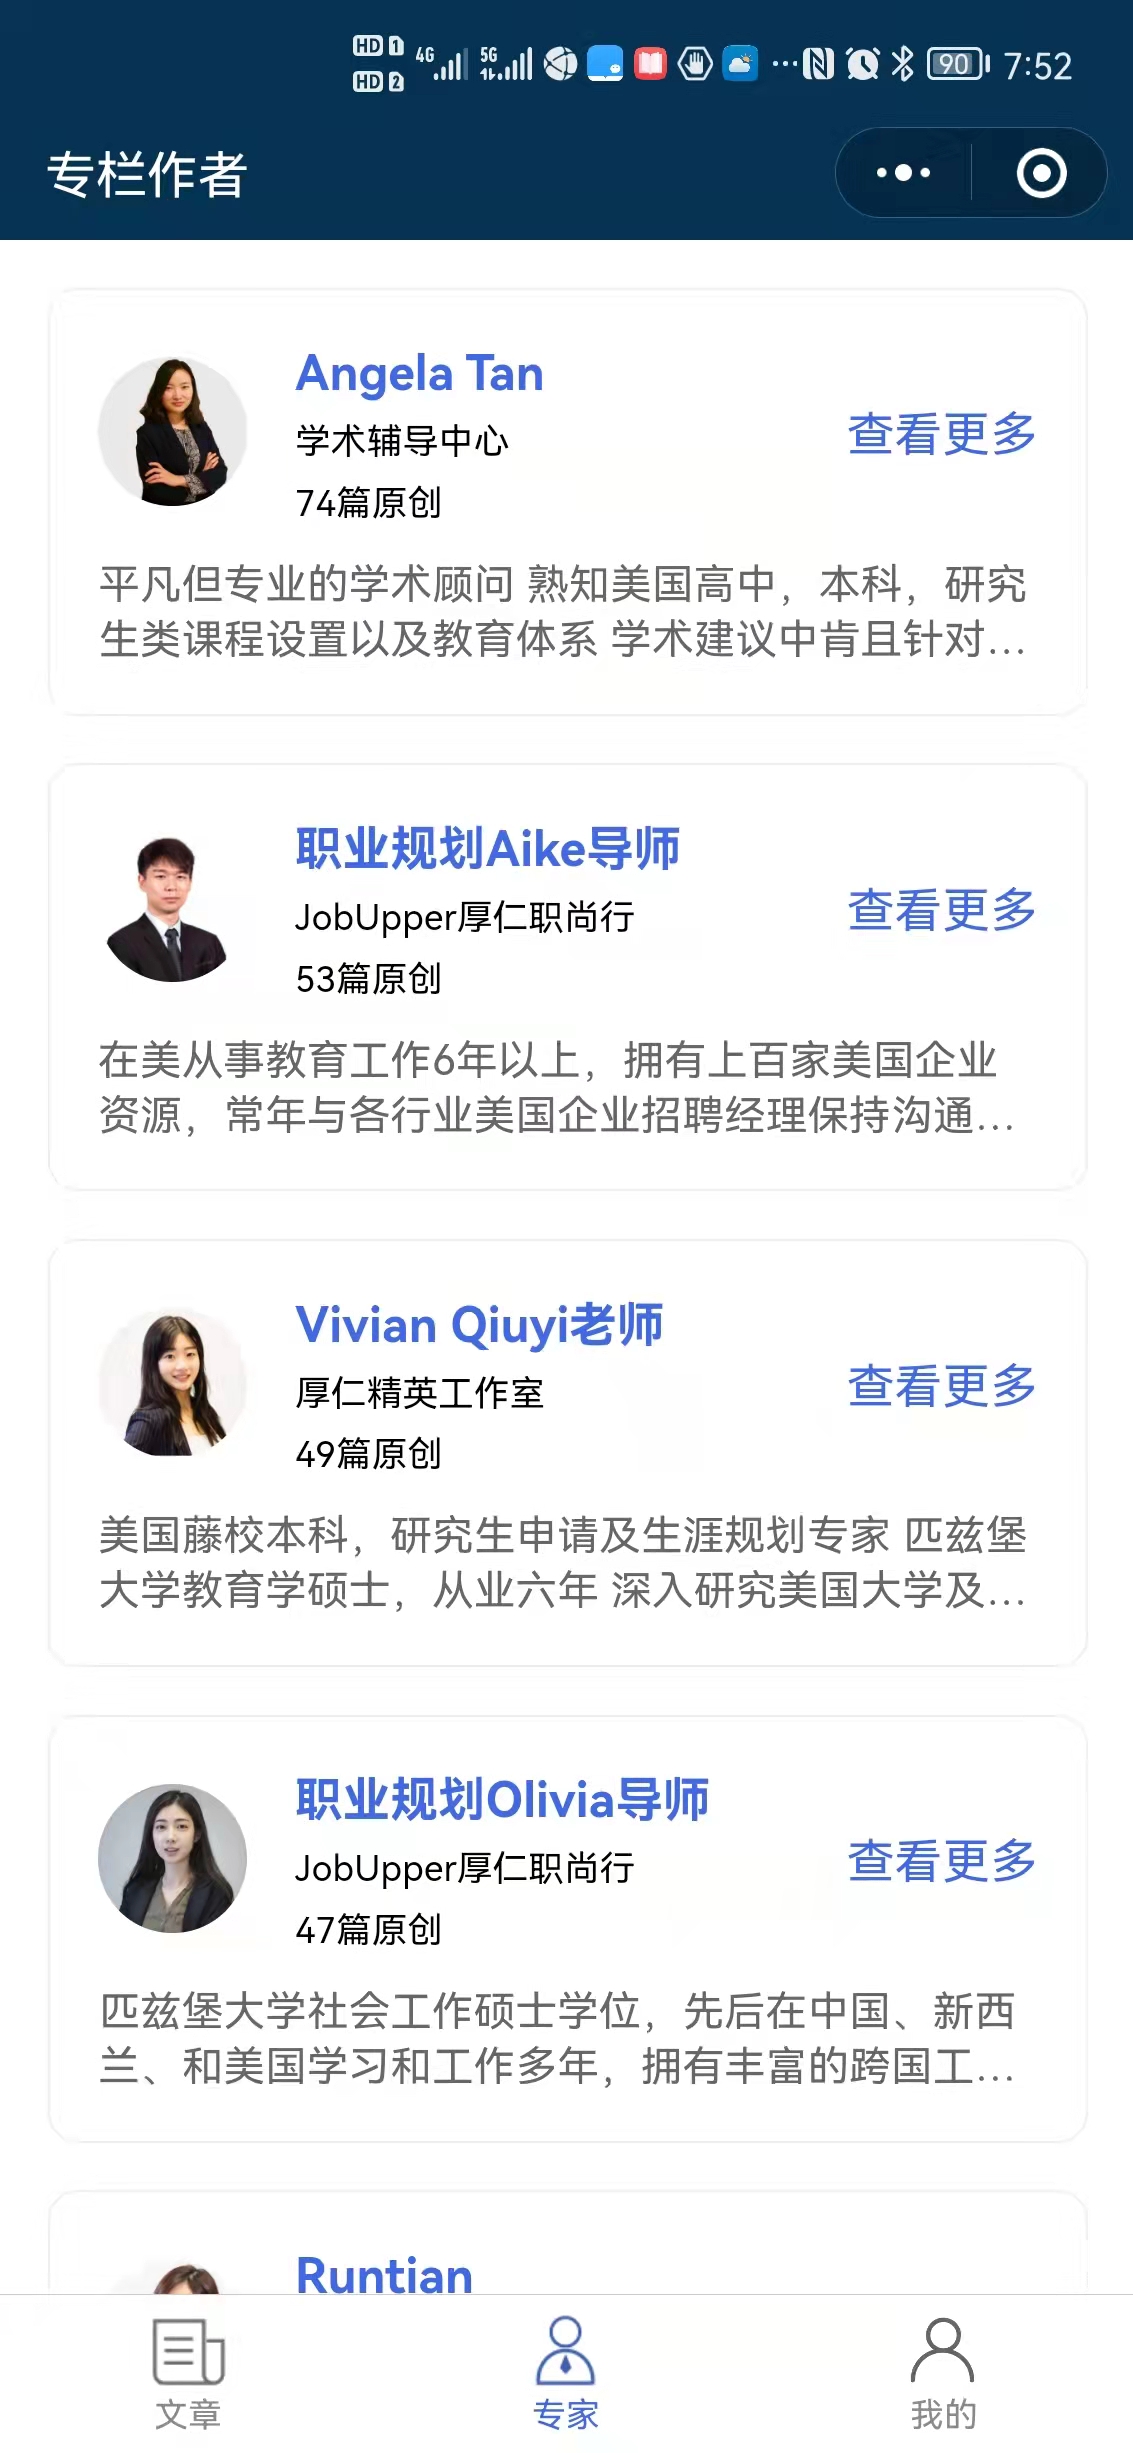 HD 1 4G 5G 90 7:52
HD 2
专栏作者
Angela Tan
学术辅导中心
查看更多
74篇原创
平凡但专业的学术顾问 熟知美国高中，本科，研究
生类课程设置以及教育体系 学术建议中肯且针对...
职业规划Aike导师
JobUpper厚仁职尚行
查看更多
53篇原创
在美从事教育工作6年以上，拥有上百家美国企业
资源，常年与各行业美国企业招聘经理保持沟通...
Vivian Qiuyi老师
厚仁精英工作室
查看更多
49篇原创
美国藤校本科，研究生申请及生涯规划专家 匹兹堡
大学教育学硕士，从业六年 深入研究美国大学及...
职业规划Olivia导师
JobUpper厚仁职尚行
查看更多
47篇原创
匹兹堡大学社会工作硕士学位，先后在中国、新西
兰、和美国学习和工作多年，拥有丰富的跨国工...
Runtian
文章 专家 我的